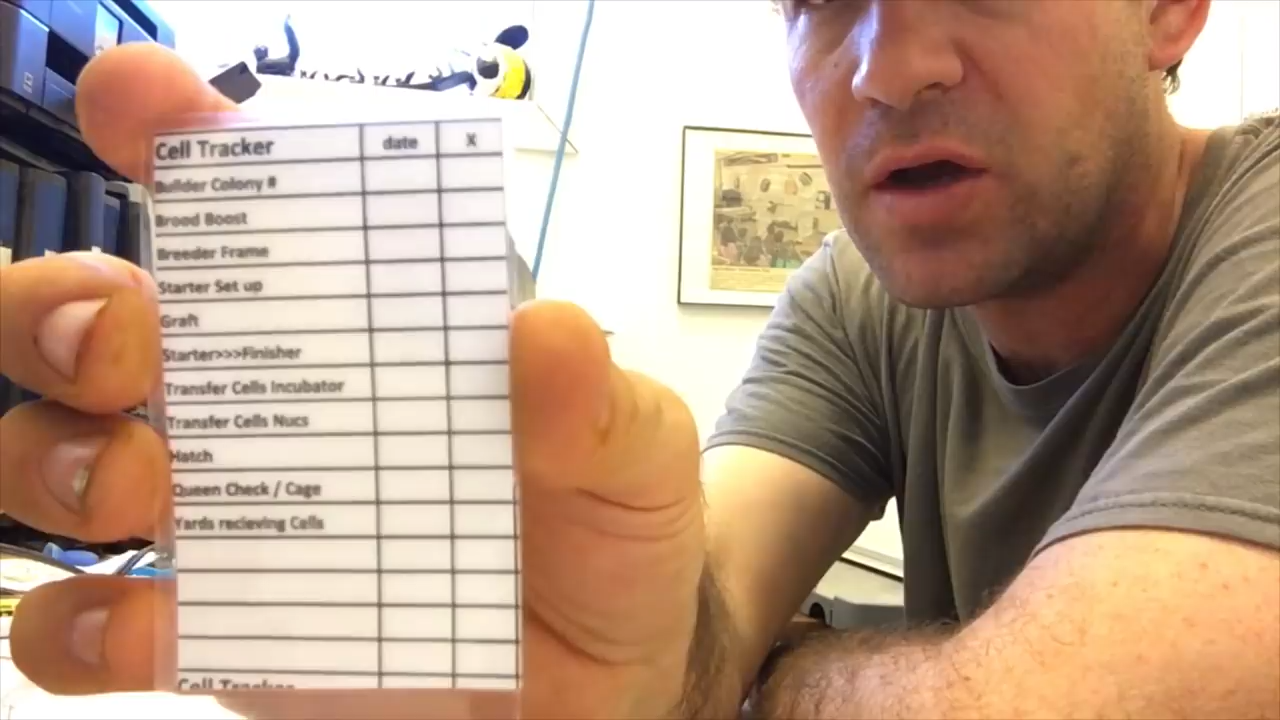 Cell Tracker date X
Builder Colony #
Brood Boost
Breeder Frame
Starter Set up
Graft
Starter>>>Finisher
Transfer Cells Incubator
Transfer Cells Nucs
Hatch
Queen Check / Cage
Yards recieving Cells
Cell Tracker